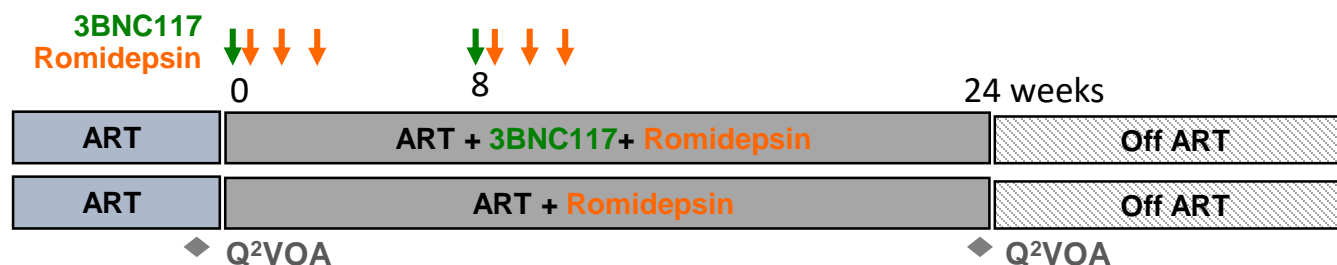 3BNC117
Romidepsin
0 8 24 weeks
ART ART + 3BNC117+ Romidepsin Off ART
ART ART + Romidepsin Off ART
Q²VOA Q²VOA